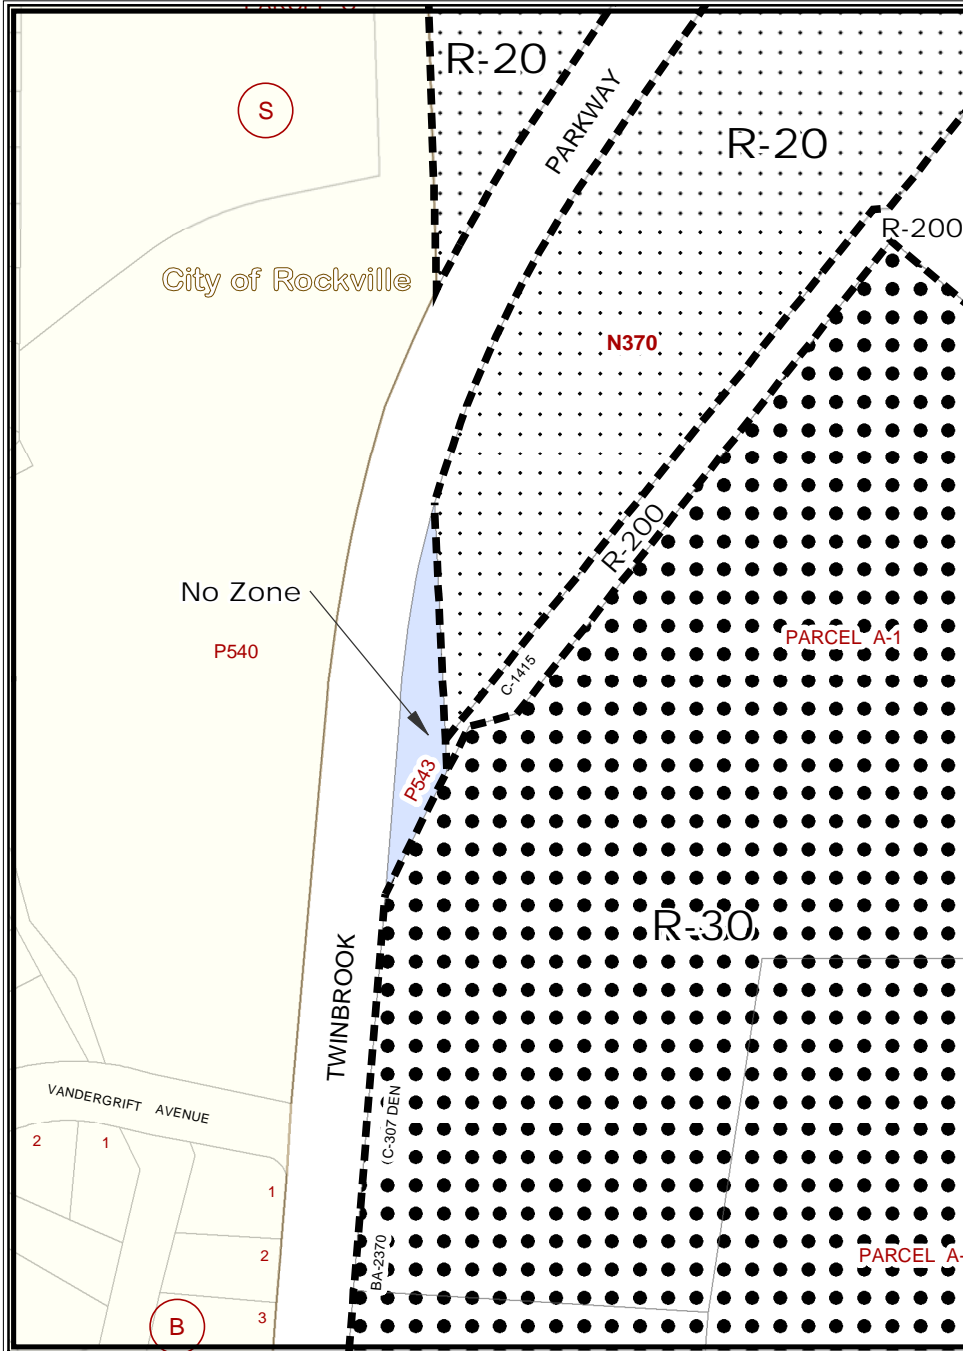 R-20
S
PARKWAY
R-20
R-200
City of Rockville
N370
R-200
No Zone
PARCEL A-1
P540
C-1415
P543
R-30
TWINBROOK
VANDERGRIFT AVENUE
(C-307 DEN
2
1
1
BA-2370
2
PARCEL A-
3
B